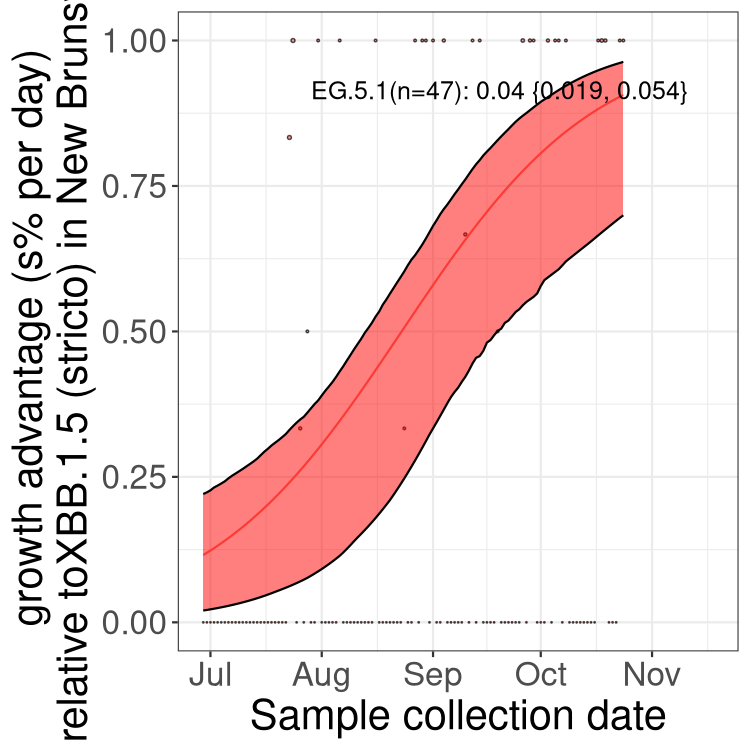 growth advantage (s% per day)
relative toXBB.1.5 (stricto) in New
1.00
0.75
0.50
0.25
0.00
EG.5.1(n=47): 0.04 {0.019, 0.054}
Jul Aug Sep Oct Nov
Sample collection date